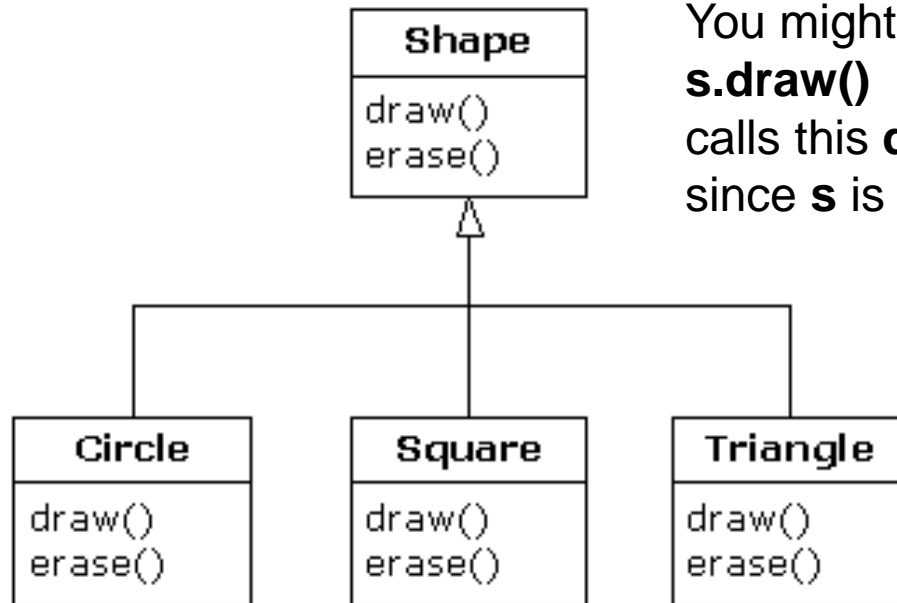 Shape
draw()
erase()
You might
s.draw()
calls this
since s is
Circle
draw()
erase()
Square
draw()
erase()
Triangle
draw()
erase()